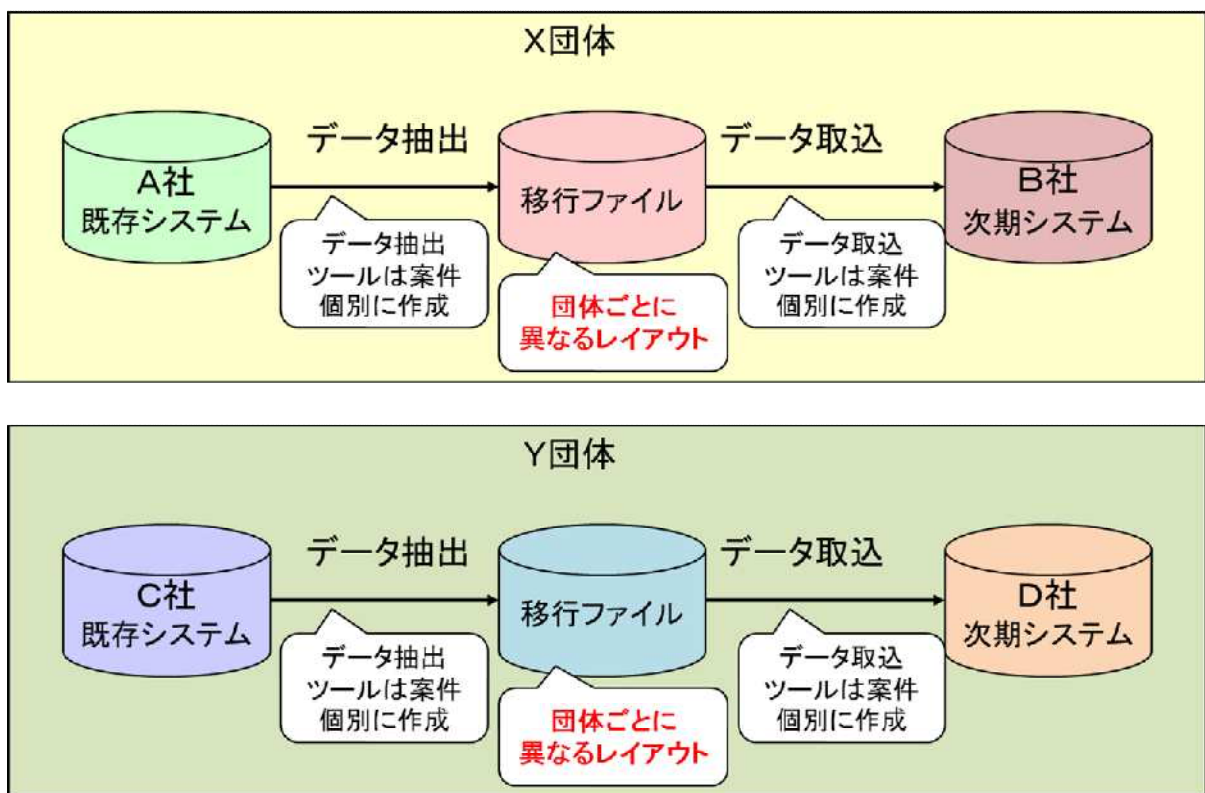 X団体
データ抽出
データ取込
A社
既存システム
移行ファイル
B社
次期システム
データ抽出
ツールは案件
個別に作成
団体ごとに
異なるレイアウト
データ取込
ツールは案件
個別に作成
Y団体
データ抽出
データ取込
C社
既存システム
移行ファイル
D社
次期システム
データ抽出
ツールは案件
個別に作成
団体ごとに
異なるレイアウト
データ取込
ツールは案件
個別に作成